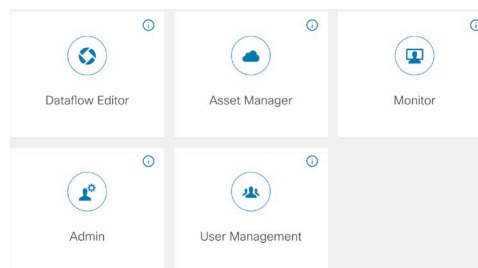 Dataflow Editor
Asset Manager
Monitor
Admin
User Management